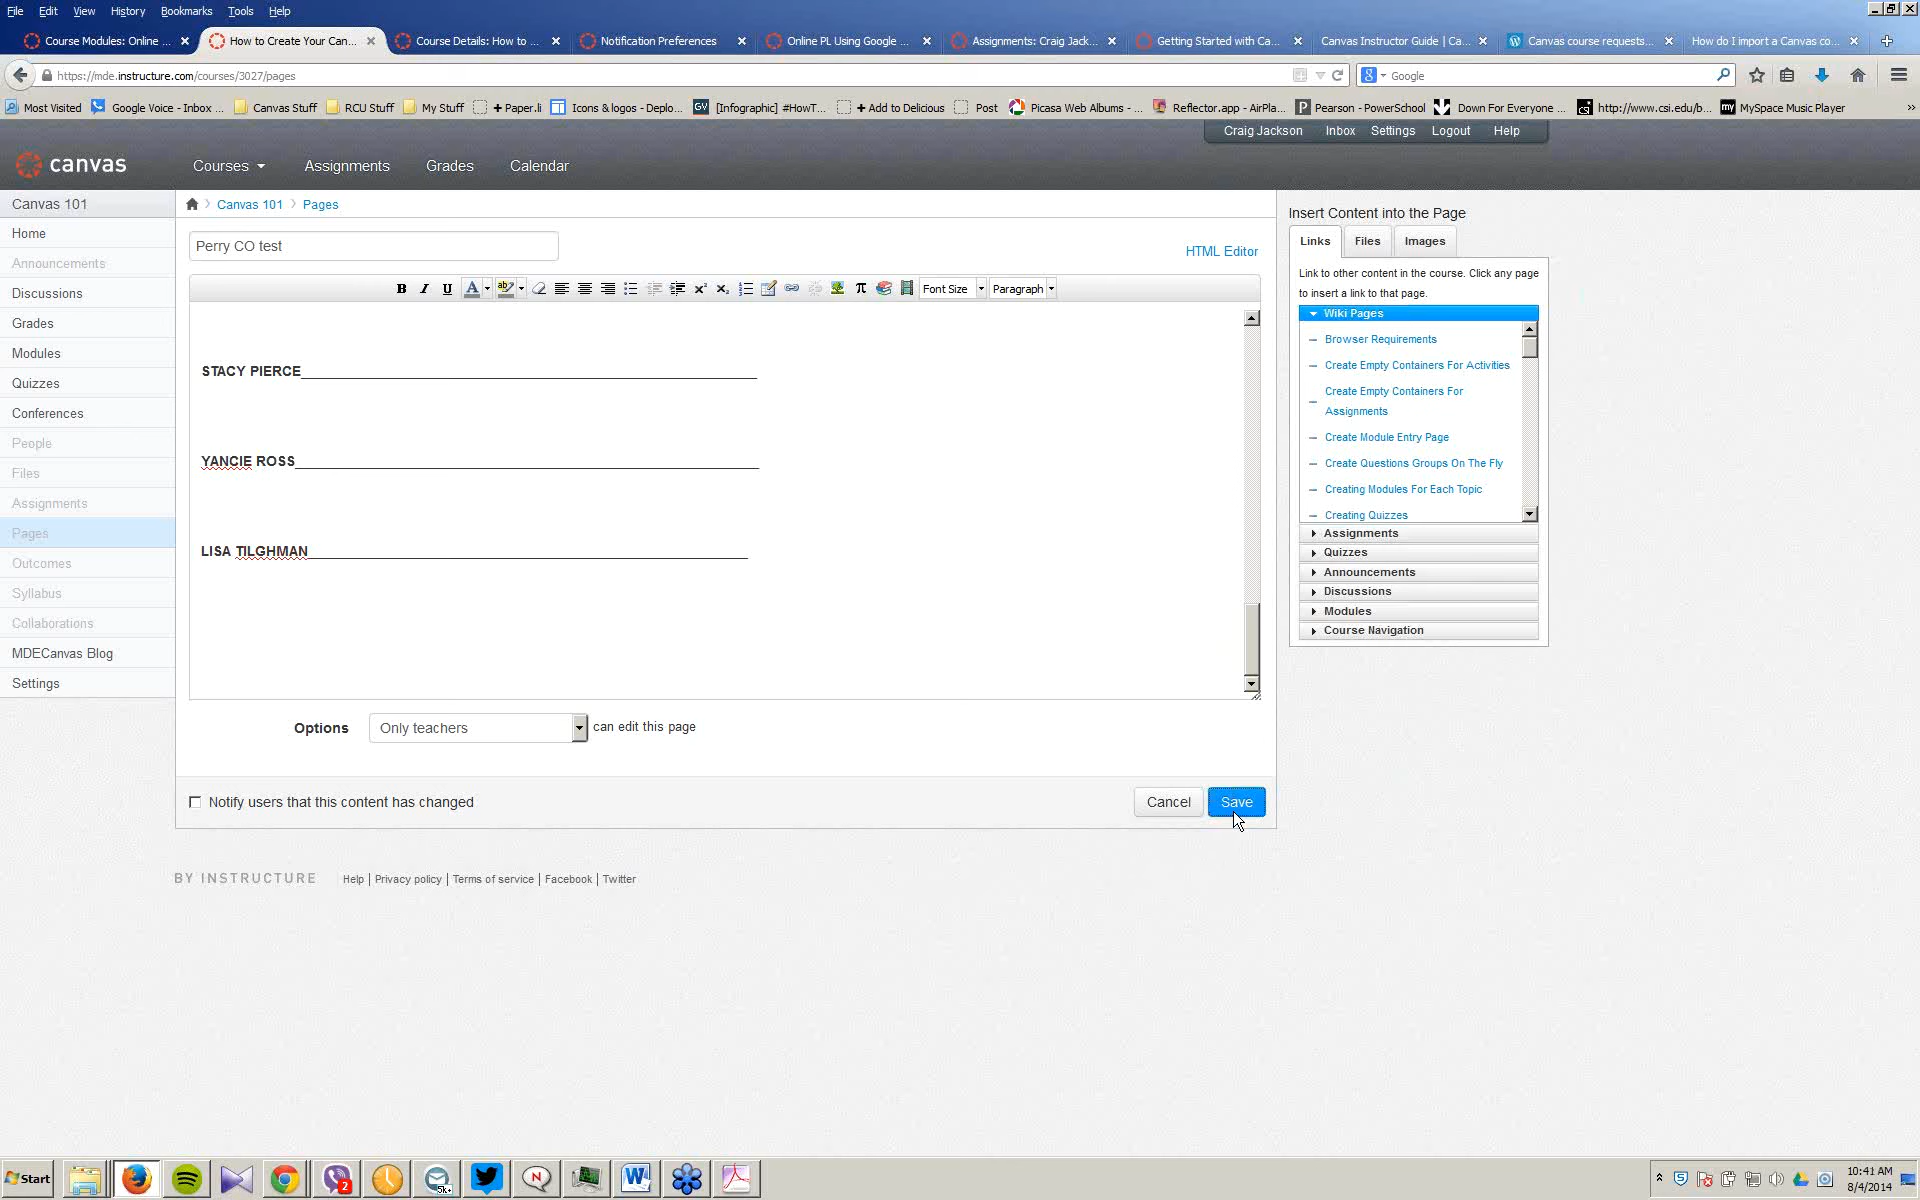 File Edit View History Bookmarks Tools Help
Course Modules: Online ... How to Create Your Can... Course Details: How to ... Notification Preferences Online PL Using Google ... Assignments: Craig Jack... Getting Started with Ca... Canvas Instructor Guide | Ca... Canvas course requests... How do I import a Canvas co...
https://mde.instructure.com/courses/3027/pages Google
Most Visited Google Voice - Inbox ... Canvas Stuff RCU Stuff My Stuff + Paper.li Icons & logos - Deplo... [Infographic] #HowT... + Add to Delicious Post Picasa Web Albums - ... Reflector.app - AirPla... Pearson - PowerSchool Down For Everyone ... http://www.csi.edu/b... MySpace Music Player
Craig Jackson Inbox Settings Logout Help
canvas Courses Assignments Grades Calendar
Canvas 101
Home
Announcements
Discussions
Grades
Modules
Quizzes
Conferences
People
Files
Assignments
Pages
Outcomes
Syllabus
Collaborations
MDECanvas Blog
Settings
Canvas 101 Pages
Perry CO test
HTML Editor
Font Size Paragraph
STACY PIERCE
YANCIE ROSS
LISA TILGHMAN
Options Only teachers can edit this page
Notify users that this content has changed
Cancel Save
Insert Content into the Page
Links Files Images
Link to other content in the course. Click any page
to insert a link to that page.
Wiki Pages
Browser Requirements
Create Empty Containers For Activities
Create Empty Containers For
Assignments
Create Module Entry Page
Create Questions Groups On The Fly
Creating Modules For Each Topic
Creating Quizzes
Assignments
Quizzes
Announcements
Discussions
Modules
Course Navigation
BY INSTRUCTURE Help | Privacy policy | Terms of service | Facebook | Twitter
Start 2 5k+ 10:41 AM
8/4/2014